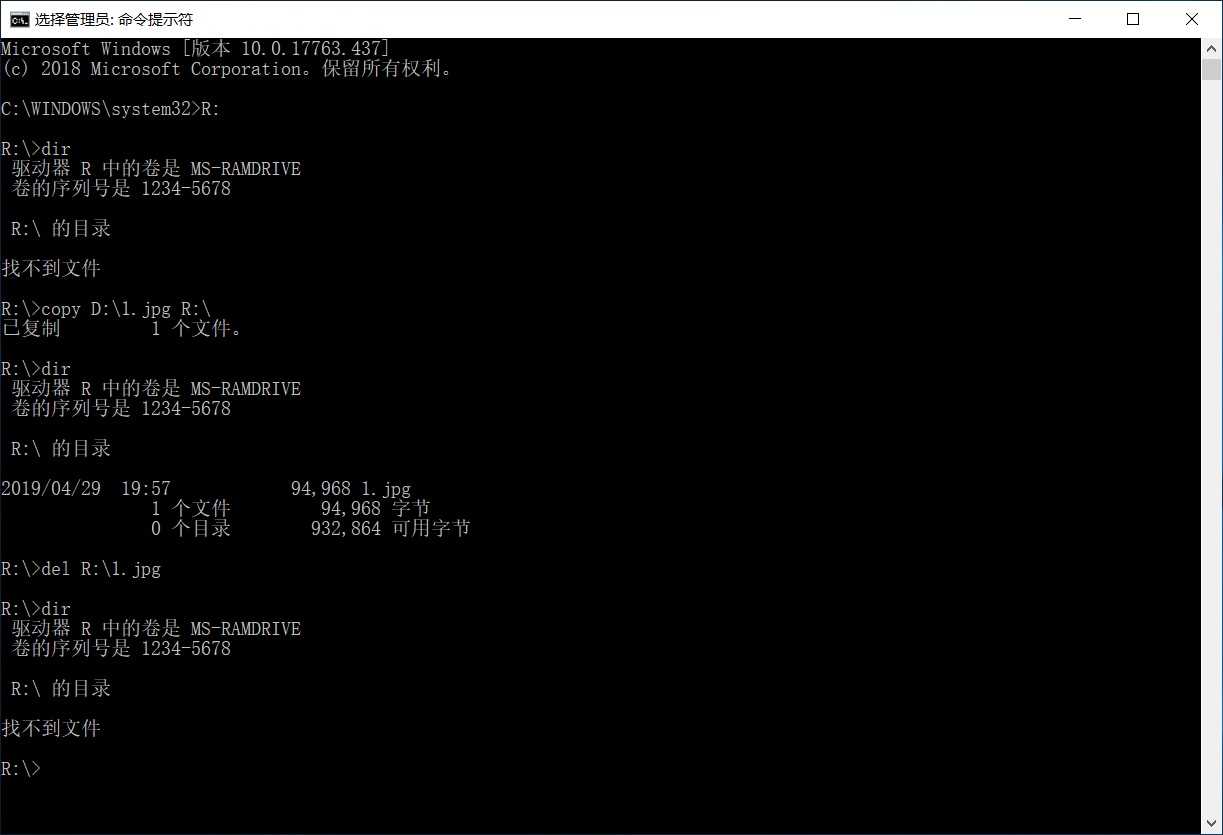 选择管理员: 命令提示符
Microsoft Windows [版本 10.0.17763.437]
(c) 2018 Microsoft Corporation。保留所有权利。
C:\WINDOWS\system32>R:
R:\>dir
 驱动器 R 中的卷是 MS-RAMDRIVE
 卷的序列号是 1234-5678
 R:\ 的目录
找不到文件
R:\>copy D:\1.jpg R:\
已复制         1 个文件。
R:\>dir
 驱动器 R 中的卷是 MS-RAMDRIVE
 卷的序列号是 1234-5678
 R:\ 的目录
2019/04/29  19:57            94,968 1.jpg
               1 个文件         94,968 字节
               0 个目录        932,864 可用字节
R:\>del R:\1.jpg
R:\>dir
 驱动器 R 中的卷是 MS-RAMDRIVE
 卷的序列号是 1234-5678
 R:\ 的目录
找不到文件
R:\>